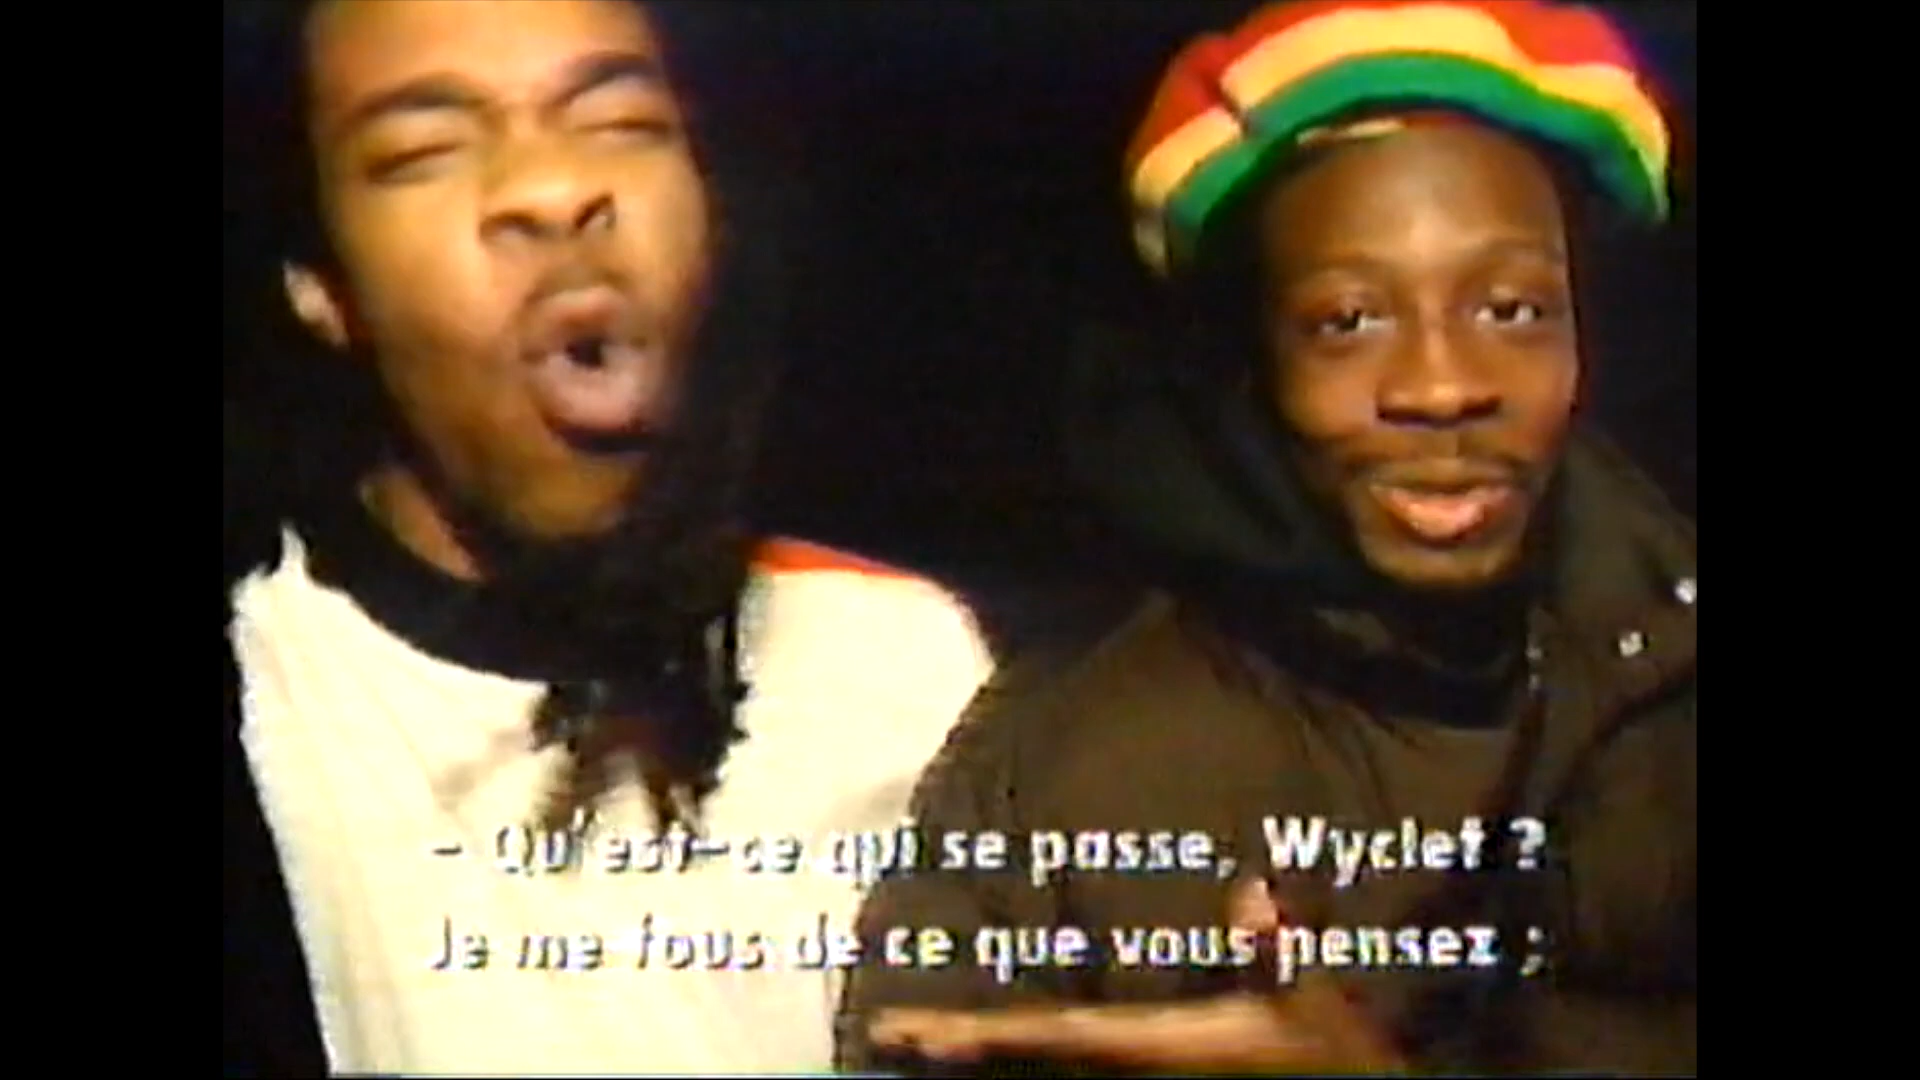 - Qu'est-ce qui se passe, Wyclef ?
Je me fous de ce que vous pensez ;